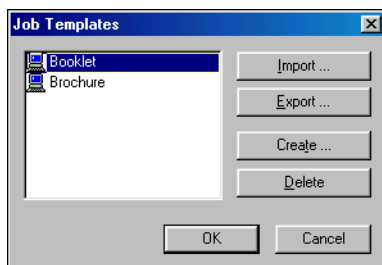 Job Templates
Booklet
Brochure
Import ...
Export ...
Create ...
Delete
OK
Cancel